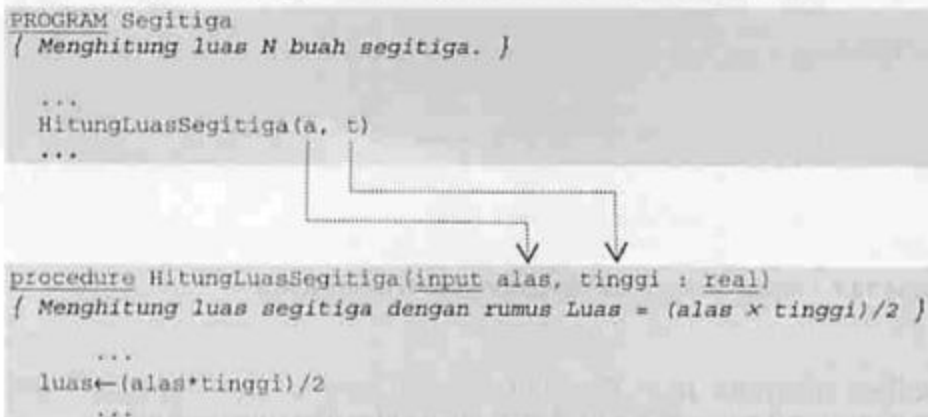 PROGRAM Segitiga
{ Menghitung luas N buah segitiga. }
...
HitungLuasSegitiga(a, t)
...
procedure HitungLuasSegitiga(input alas, tinggi : real)
{ Menghitung luas segitiga dengan rumus Luas = (alas × tinggi)/2 }
...
luas←(alas*tinggi)/2
...